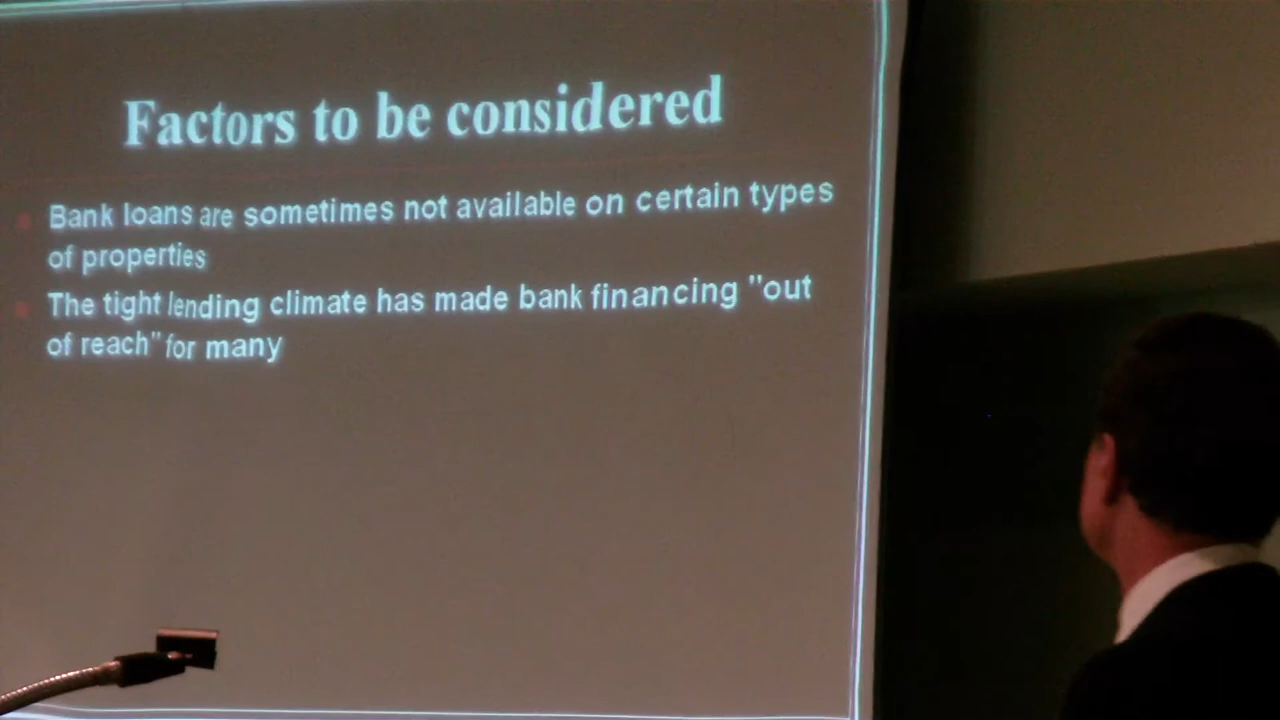 Factors to be considered
Bank loans are sometimes not available on certain types
of properties
The tight lending climate has made bank financing "out
of reach" for many